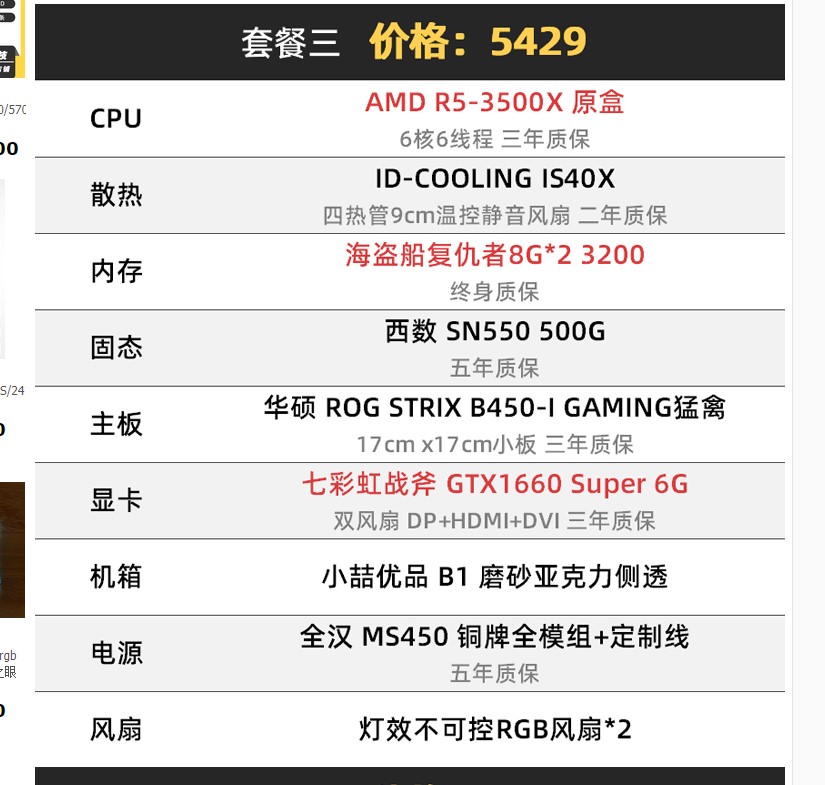 套餐三 价格：5429
CPU
AMD R5-3500X 原盒
6核6线程 三年质保
散热
ID-COOLING IS40X
四热管9cm温控静音风扇 二年质保
内存
海盗船复仇者8G*2 3200
终身质保
固态
西数 SN550 500G
五年质保
主板
华硕 ROG STRIX B450-I GAMING猛禽
17cm x17cm小板 三年质保
显卡
七彩虹战斧 GTX1660 Super 6G
双风扇 DP+HDMI+DVI 三年质保
机箱
小喆优品 B1 磨砂亚克力侧透
电源
全汉 MS450 铜牌全模组+定制线
五年质保
风扇
灯效不可控RGB风扇*2
0/570
00
S/24
0
rgb
之眼
0